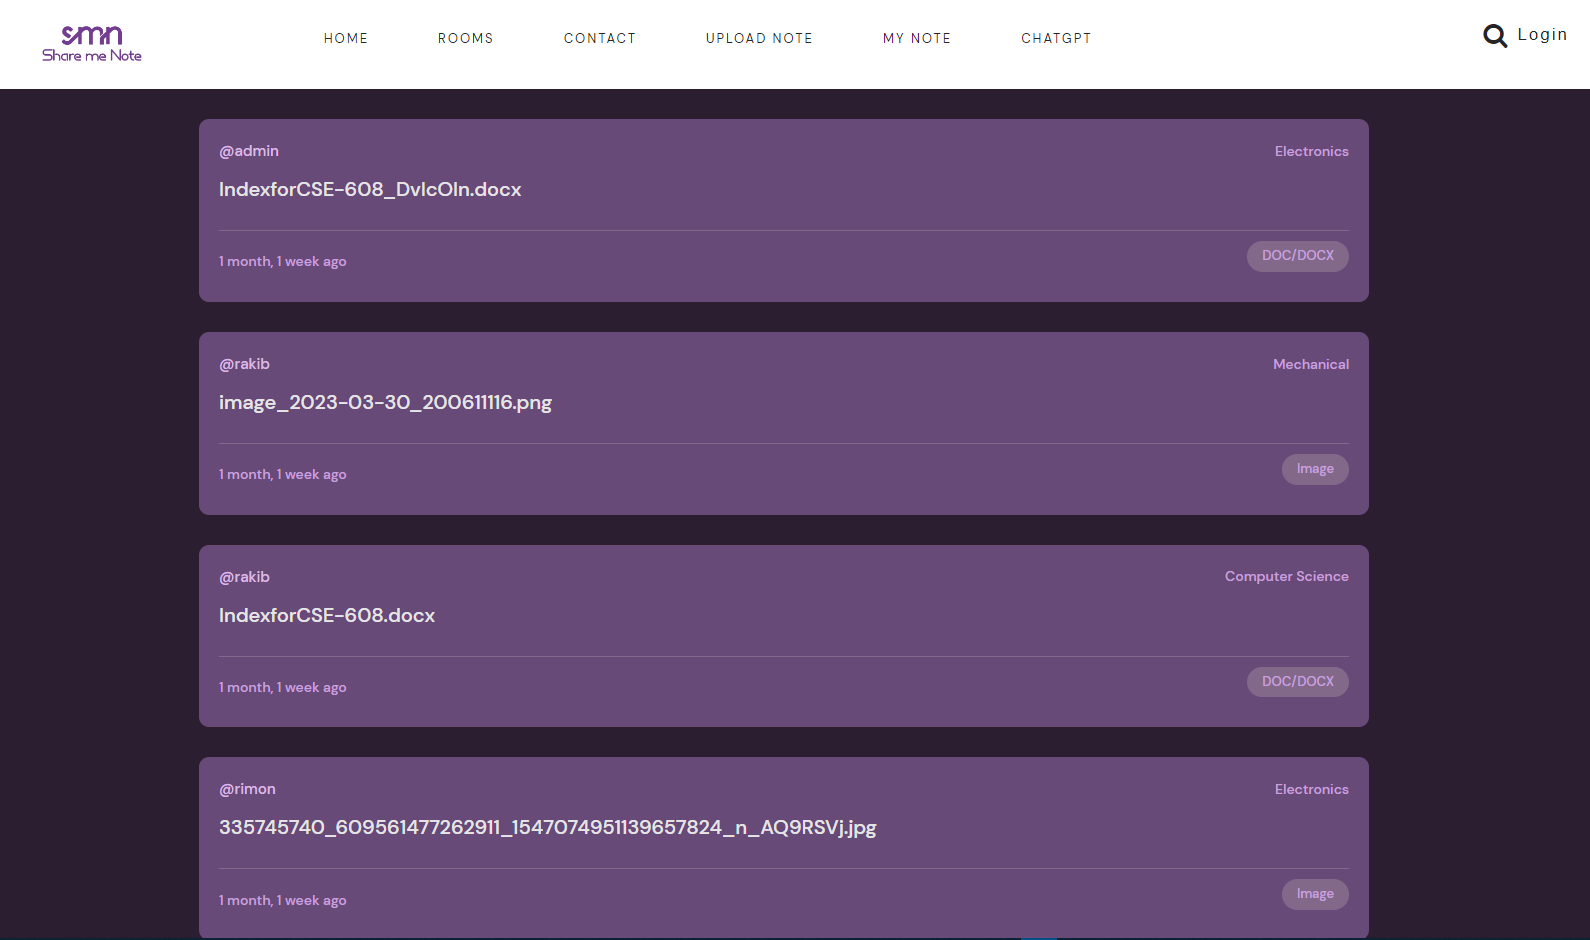 smn
Share me Note
HOME
ROOMS
CONTACT
UPLOAD NOTE
MY NOTE
CHATGPT
Login
@admin
Electronics
IndexforCSE-608_DvIcOln.docx
1 month, 1 week ago
DOC/DOCX
@rakib
Mechanical
image_2023-03-30_200611116.png
1 month, 1 week ago
Image
@rakib
Computer Science
IndexforCSE-608.docx
1 month, 1 week ago
DOC/DOCX
@rimon
Electronics
335745740_609561477262911_1547074951139657824_n_AQ9RSVj.jpg
1 month, 1 week ago
Image